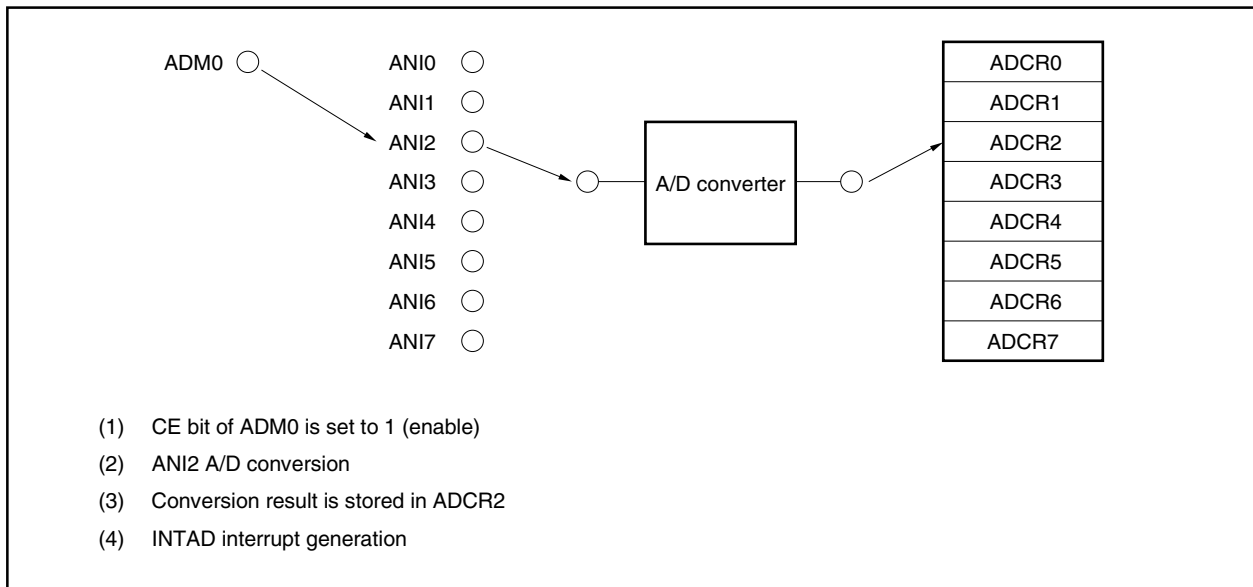 ADM0 ANI0 ADCR0
ANI1 ADCR1
ANI2 ADCR2
ANI3 A/D converter ADCR3
ANI4 ADCR4
ANI5 ADCR5
ANI6 ADCR6
ANI7 ADCR7
(1) CE bit of ADM0 is set to 1 (enable)
(2) ANI2 A/D conversion
(3) Conversion result is stored in ADCR2
(4) INTAD interrupt generation